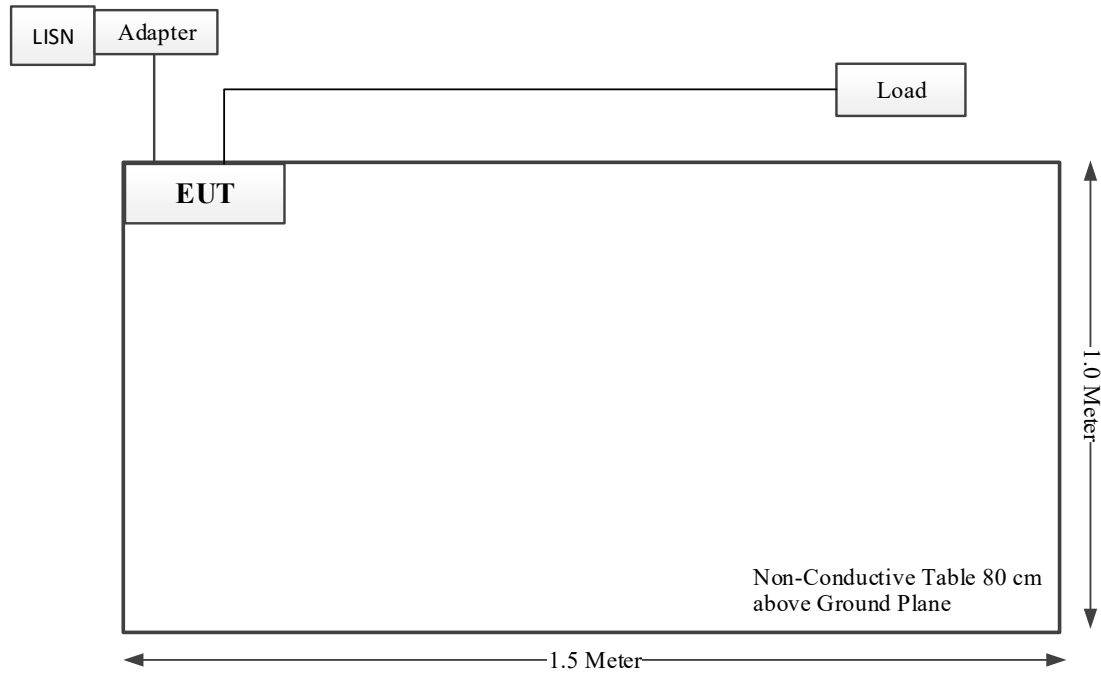 LISN
Adapter
Load
EUT
1.0 Meter
Non-Conductive Table 80 cm
above Ground Plane
1.5 Meter